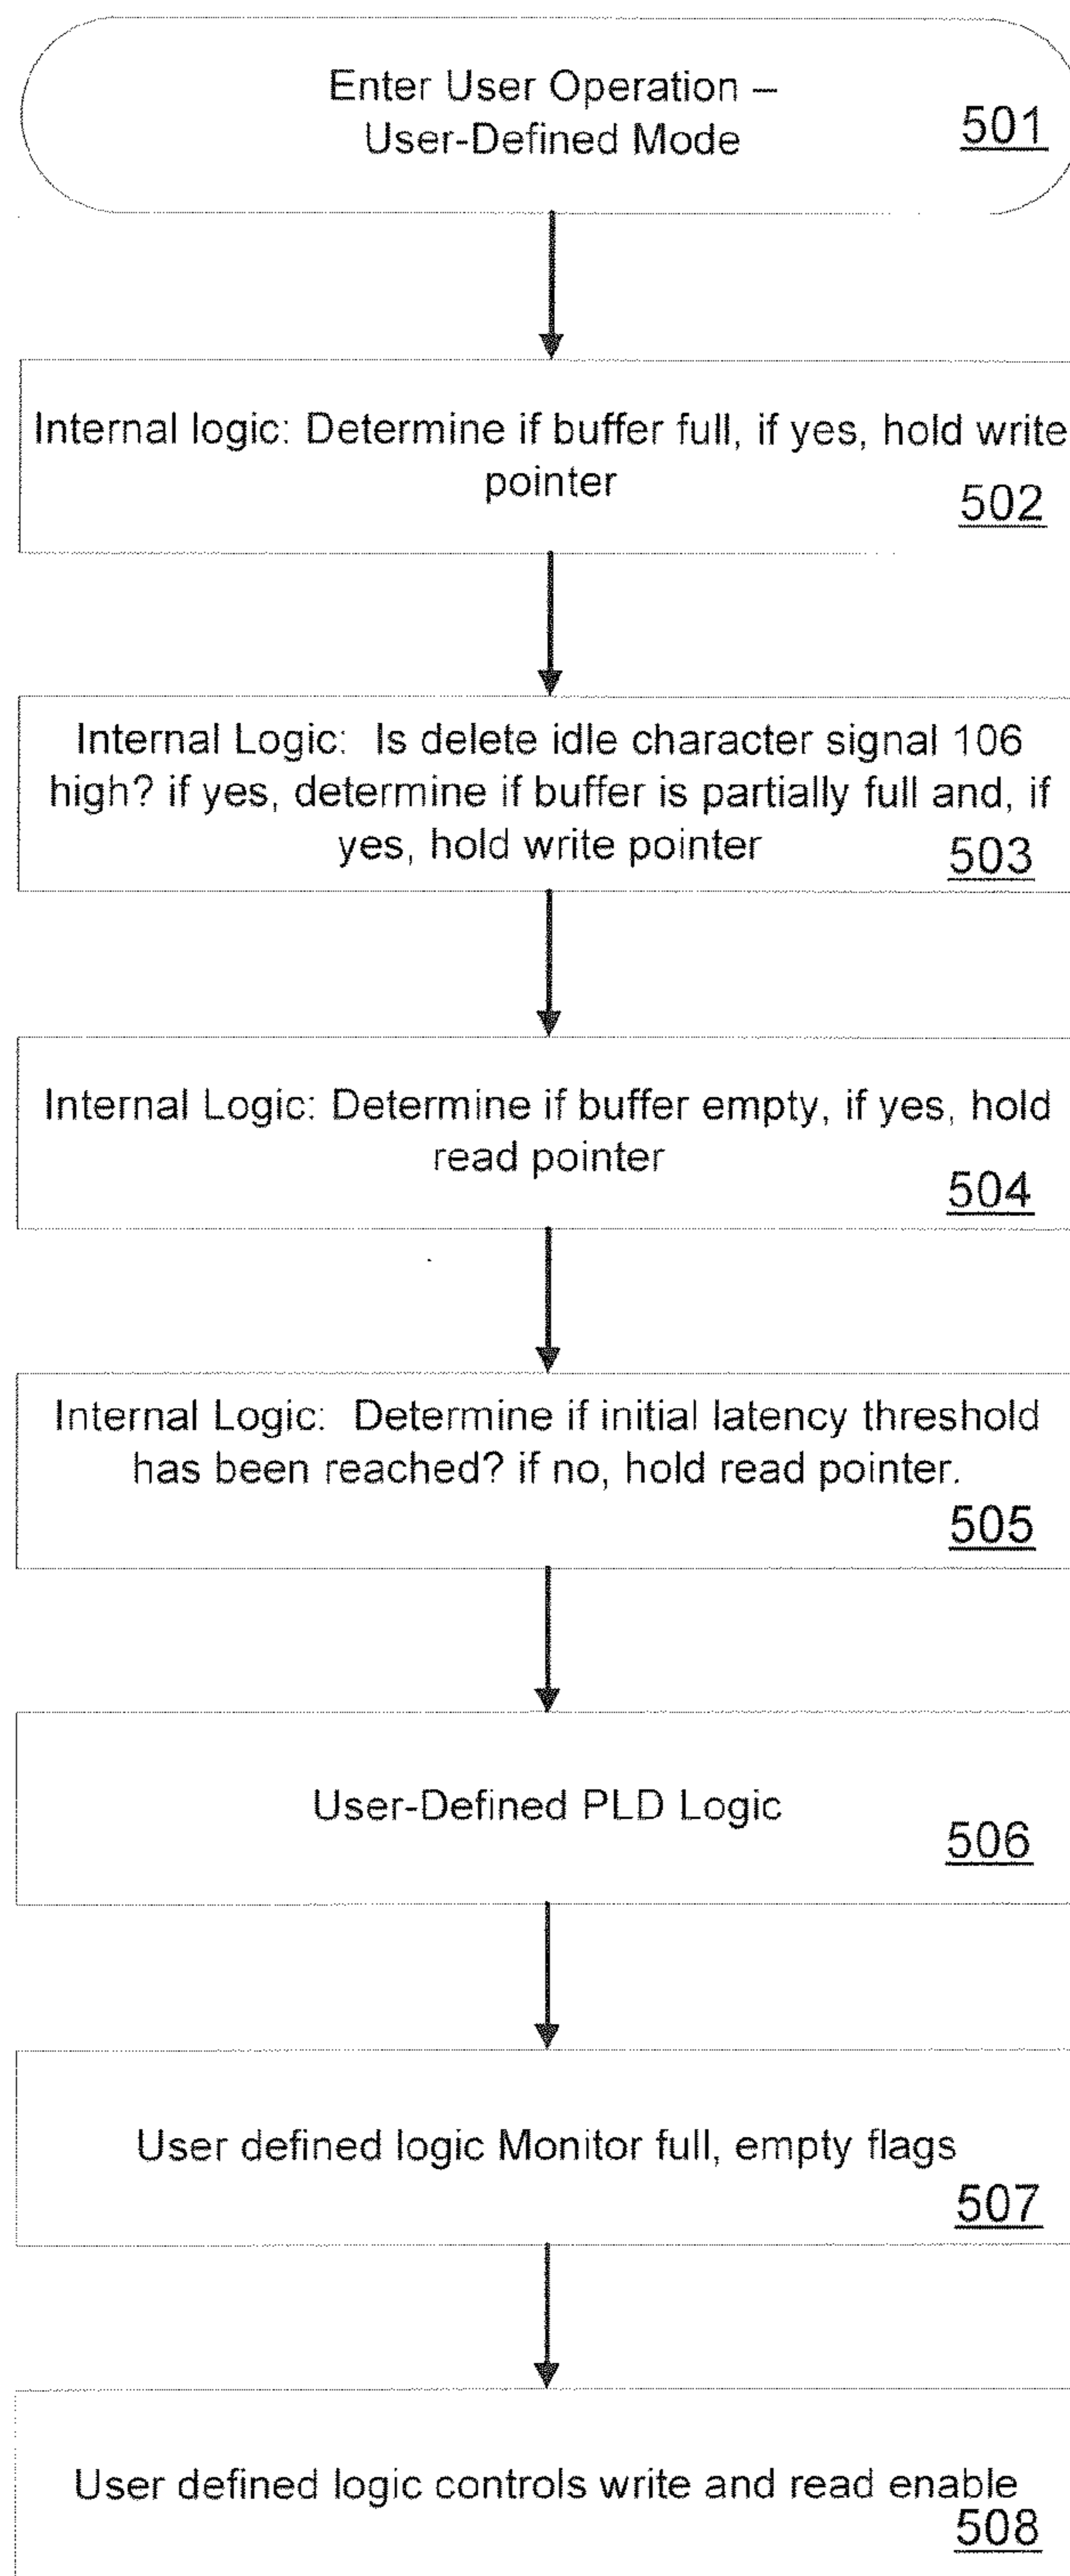 Enter User Operation –
User-Defined Mode
501
Internal logic: Determine if buffer full, if yes, hold write
pointer
502
Internal Logic:  Is delete idle character signal 106
high? if yes, determine if buffer is partially full and, if
yes, hold write pointer
503
Internal Logic: Determine if buffer empty, if yes, hold
read pointer
504
Internal Logic:  Determine if initial latency threshold
has been reached? if no, hold read pointer.
505
User-Defined PLD Logic
506
User defined logic Monitor full, empty flags
507
User defined logic controls write and read enable
508